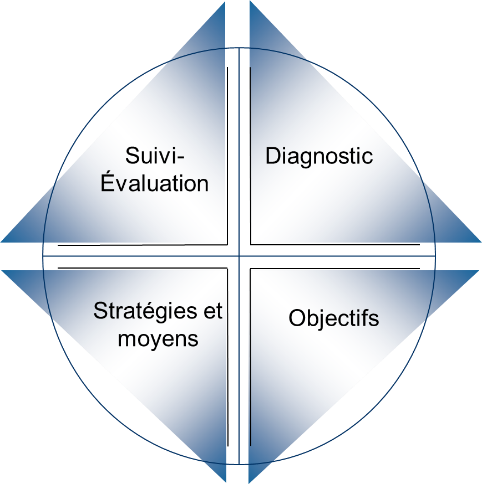 Suivi-
Évaluation
Diagnostic
Stratégies et
moyens
Objectifs